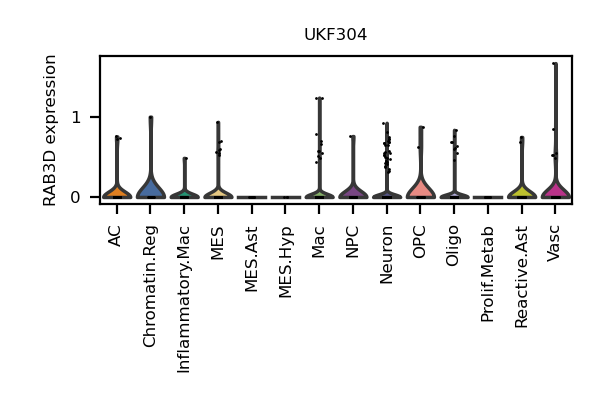 UKF304
RAB3D expression
1
0
AC
Chromatin.Reg
Inflammatory.Mac
MES
MES.Ast
MES.Hyp
Mac
NPC
Neuron
OPC
Oligo
Prolif.Metab
Reactive.Ast
Vasc